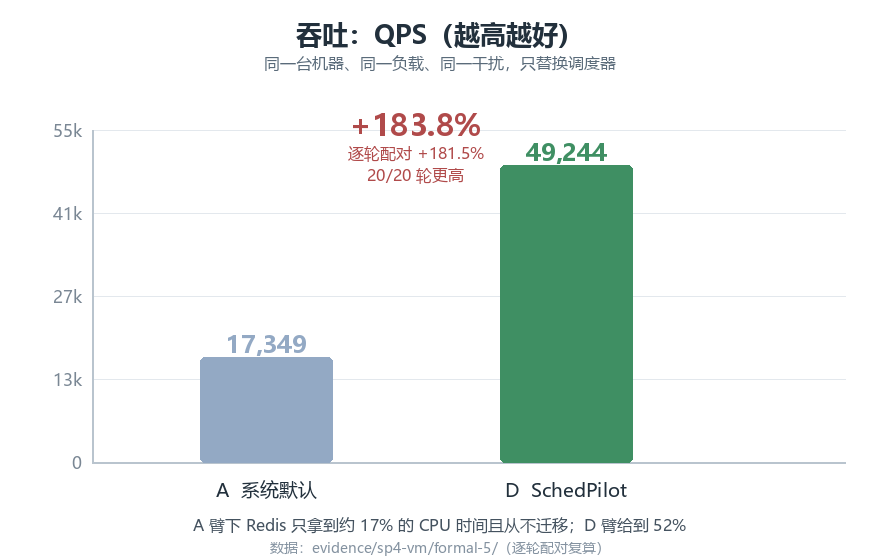 吞吐：QPS（越高越好）
同一台机器、同一负载、同一干扰，只替换调度器
+183.8%
逐轮配对 +181.5%
20/20 轮更高
55k
41k
27k
13k
0
17,349
49,244
A 系统默认
D SchedPilot
A 臂下 Redis 只拿到约 17% 的 CPU 时间且从不迁移；D 臂给到 52%
数据：evidence/sp4-vm/formal-5/（逐轮配对复算）